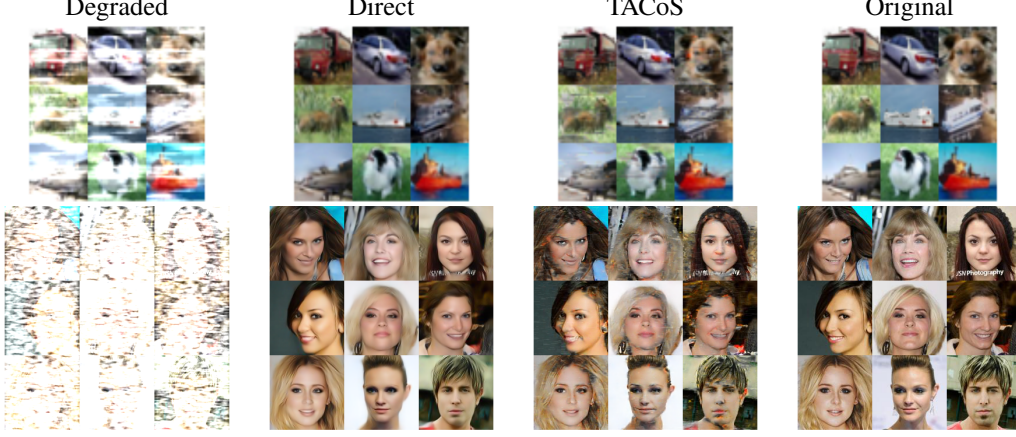 Degraded
Direct
TACoS
Original
JSN Photography